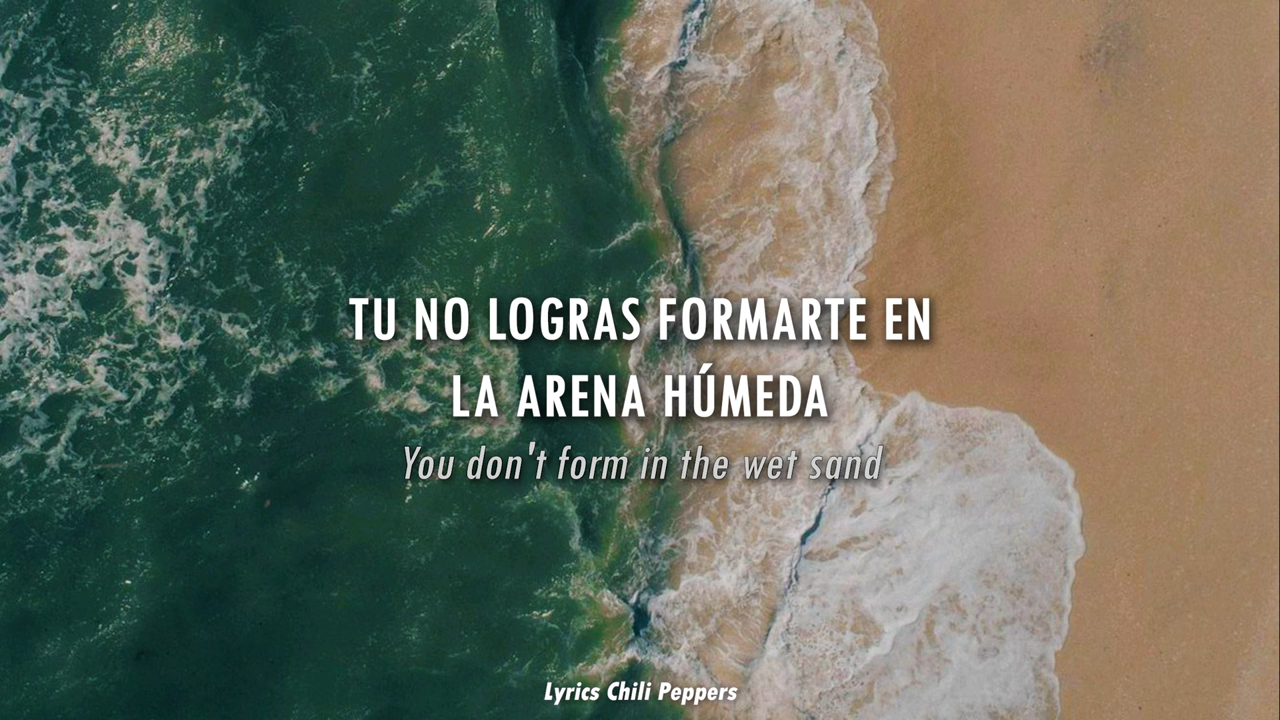 TU NO LOGRAS FORMARTE EN
LA ARENA HÚMEDA
You don't form in the wet sand
Lyrics Chili Peppers